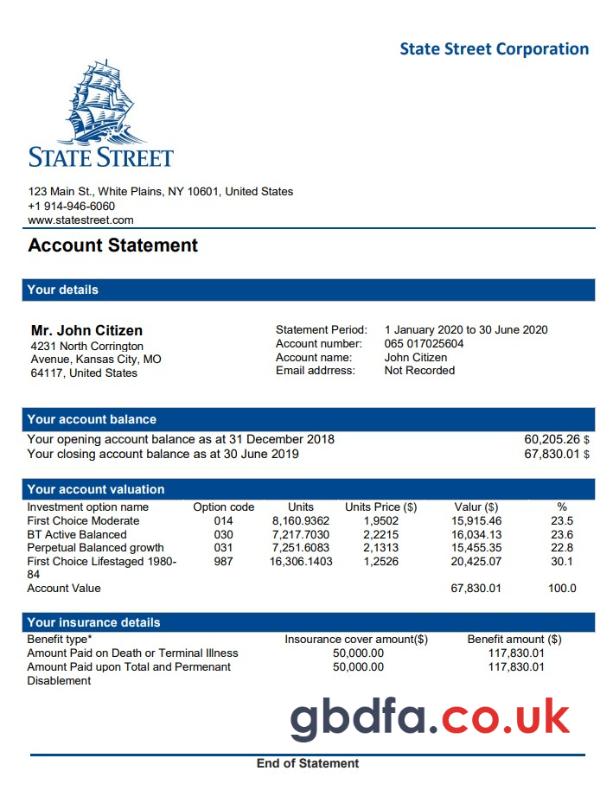 State Street Corporation
STATE STREET
123 Main St., White Plains, NY 10601, United States
+1 914-946-6060
www.statestreet.com
Account Statement
Your details
Mr. John Citizen
4231 North Corrington
Avenue, Kansas City, MO
64117, United States
Statement Period: 1 January 2020 to 30 June 2020
Account number: 065 017025604
Account name: John Citizen
Email addrress: Not Recorded
Your account balance
Your opening account balance as at 31 December 2018 60,205.26 $
Your closing account balance as at 30 June 2019 67,830.01 $
Your account valuation
Investment option name Option code Units Units Price ($) Valur ($) %
First Choice Moderate 014 8,160.9362 1,9502 15,915.46 23.5
BT Active Balanced 030 7,217.7030 2,2215 16,034.13 23.6
Perpetual Balanced growth 031 7,251.6083 2,1313 15,455.35 22.8
First Choice Lifestaged 1980- 987 16,306.1403 1,2526 20,425.07 30.1
84
Account Value 67,830.01 100.0
Your insurance details
Benefit type* Insourance cover amount($) Benefit amount ($)
Amount Paid on Death or Terminal Illness 50,000.00 117,830.01
Amount Paid upon Total and Permenant 50,000.00 117,830.01
Disablement
gbdfa.co.uk
End of Statement